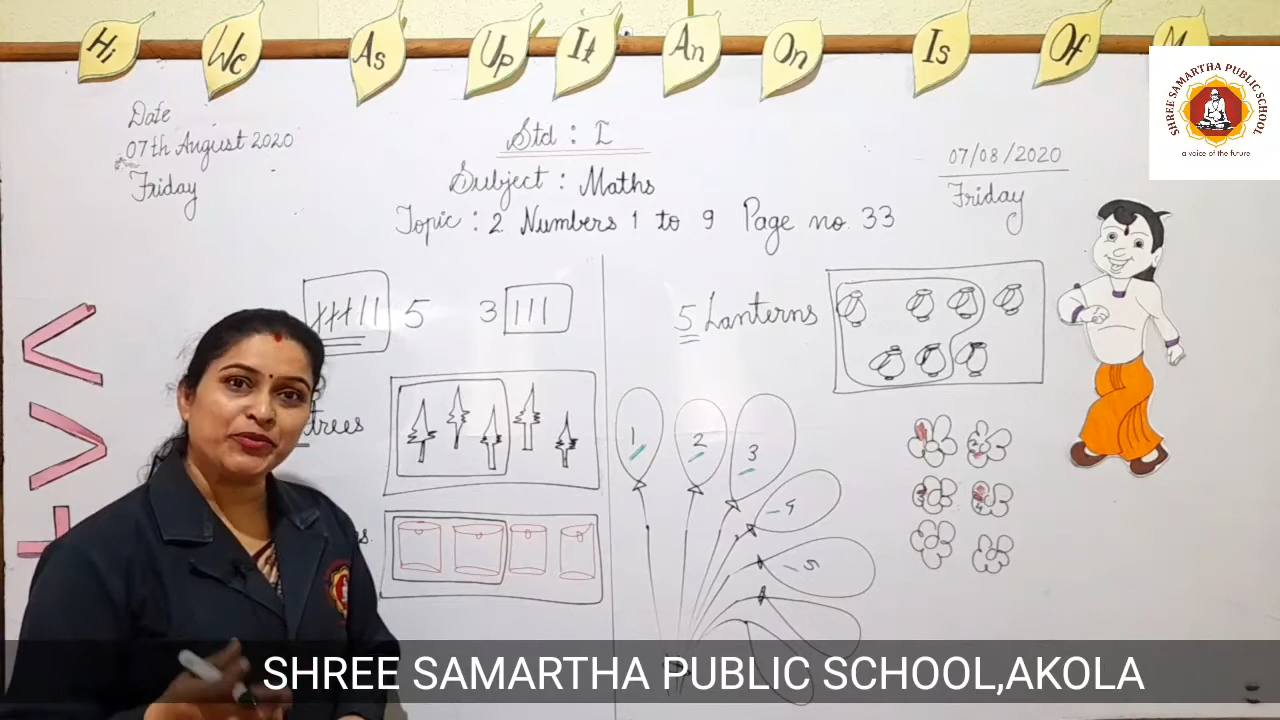 Hi We As Up It An On Is Of
SHREE SAMARTHA PUBLIC SCHOOL
a voice of the future
Date
07th August 2020
Friday
Std : I
Subject : Maths
Topic : 2 Numbers 1 to 9 Page no. 33
07/08/2020
Friday
5 3
trees
5 Lanterns
1 2 3
4
5
SHREE SAMARTHA PUBLIC SCHOOL,AKOLA